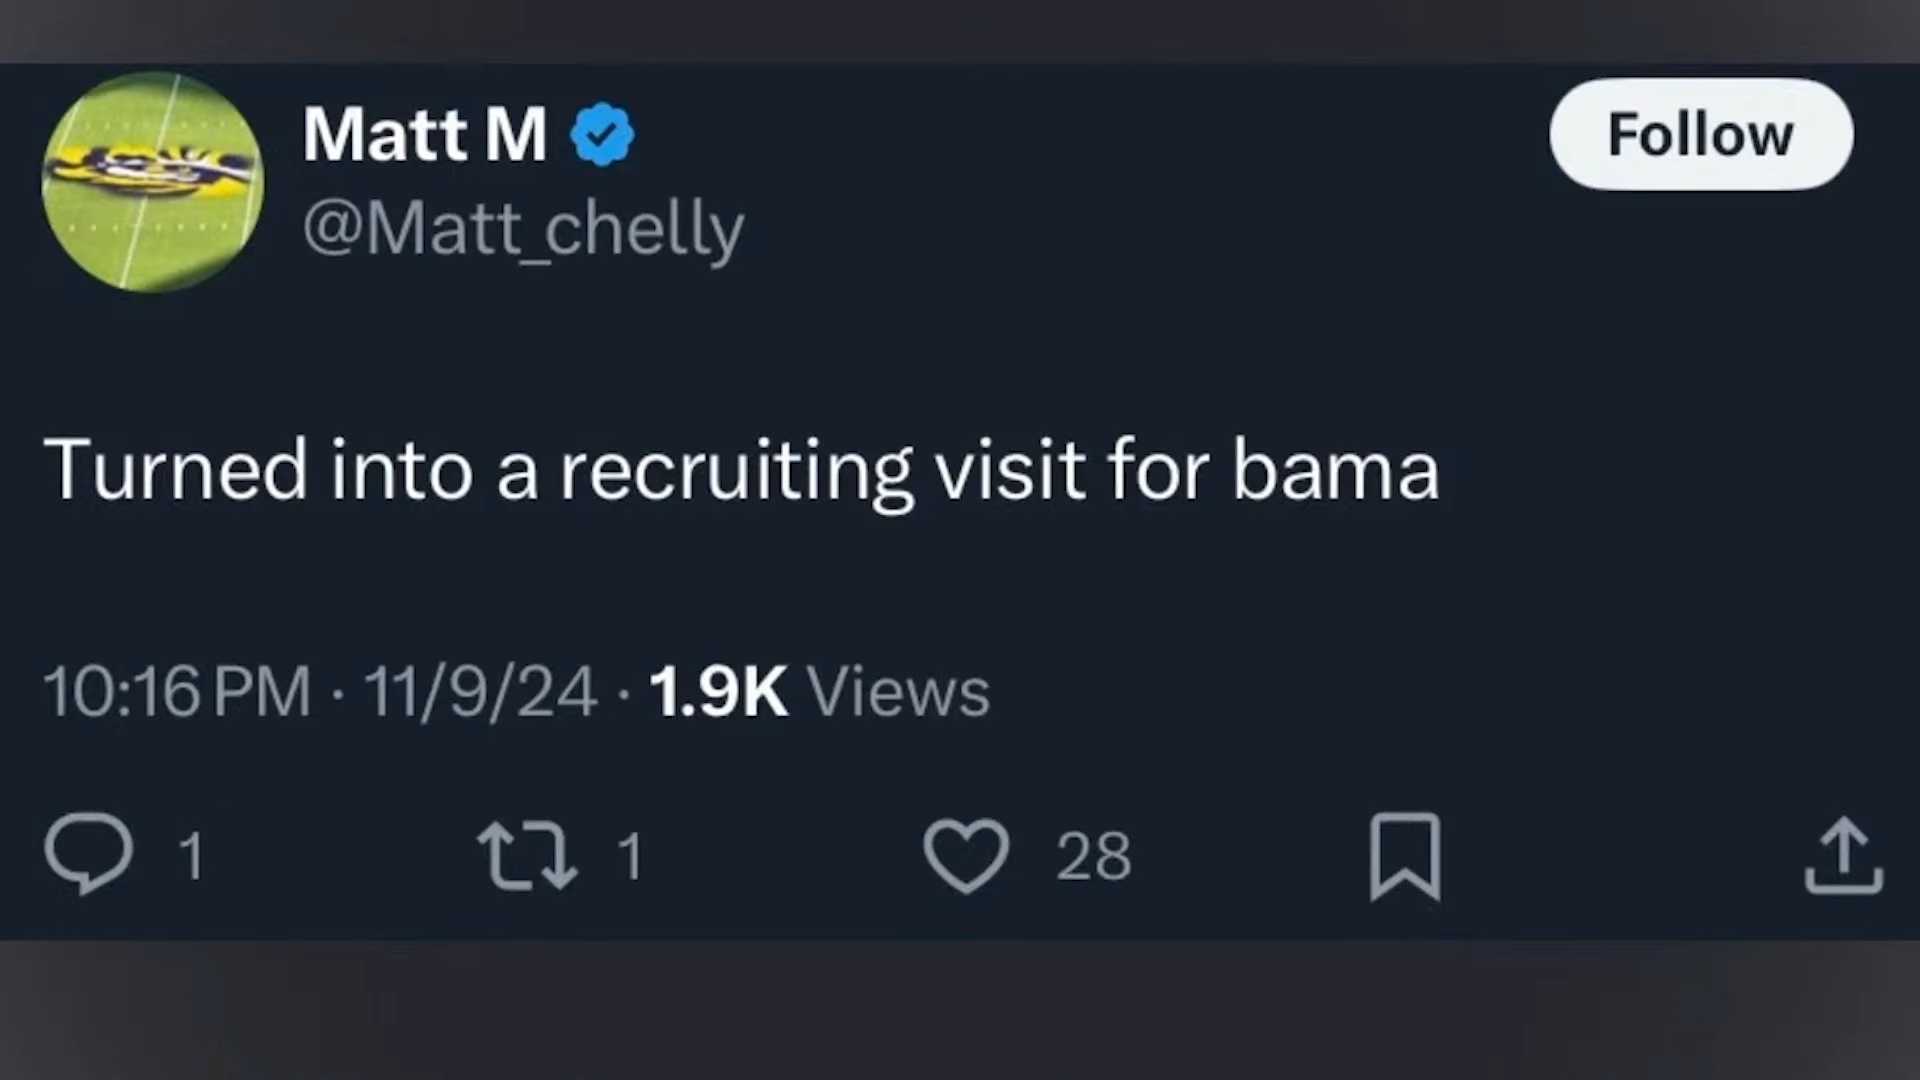 Matt M
Follow
@Matt_chelly
Turned into a recruiting visit for bama
10:16 PM · 11/9/24 · 1.9K Views
1 1 28